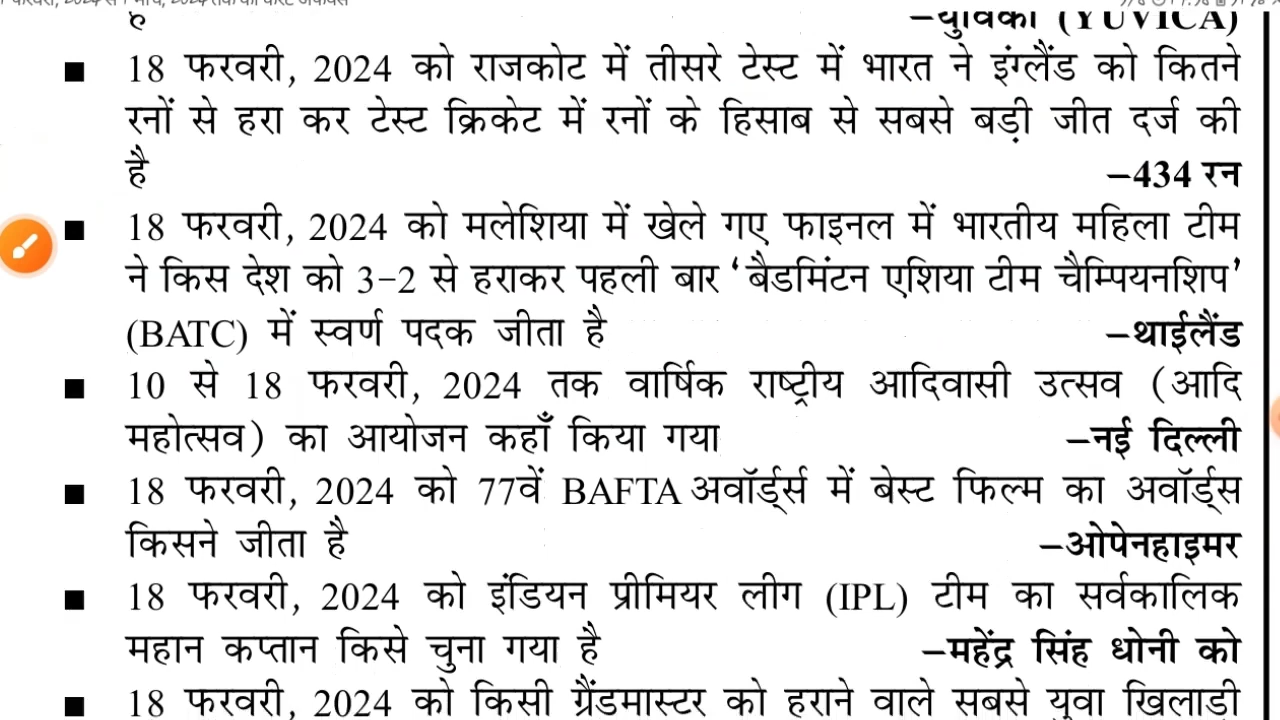 है –युविका (YUVICA)
■ 18 फरवरी, 2024 को राजकोट में तीसरे टेस्ट में भारत ने इंग्लैंड को कितने
रनों से हरा कर टेस्ट क्रिकेट में रनों के हिसाब से सबसे बड़ी जीत दर्ज की
है –434 रन
■ 18 फरवरी, 2024 को मलेशिया में खेले गए फाइनल में भारतीय महिला टीम
ने किस देश को 3–2 से हराकर पहली बार ‘बैडमिंटन एशिया टीम चैम्पियनशिप’
(BATC) में स्वर्ण पदक जीता है –थाईलैंड
■ 10 से 18 फरवरी, 2024 तक वार्षिक राष्ट्रीय आदिवासी उत्सव (आदि
महोत्सव) का आयोजन कहाँ किया गया –नई दिल्ली
■ 18 फरवरी, 2024 को 77वें BAFTA अवॉर्ड्स में बेस्ट फिल्म का अवॉर्ड्स
किसने जीता है –ओपेनहाइमर
■ 18 फरवरी, 2024 को इंडियन प्रीमियर लीग (IPL) टीम का सर्वकालिक
महान कप्तान किसे चुना गया है –महेंद्र सिंह धोनी को
■ 18 फरवरी, 2024 को किसी ग्रैंडमास्टर को हराने वाले सबसे युवा खिलाड़ी